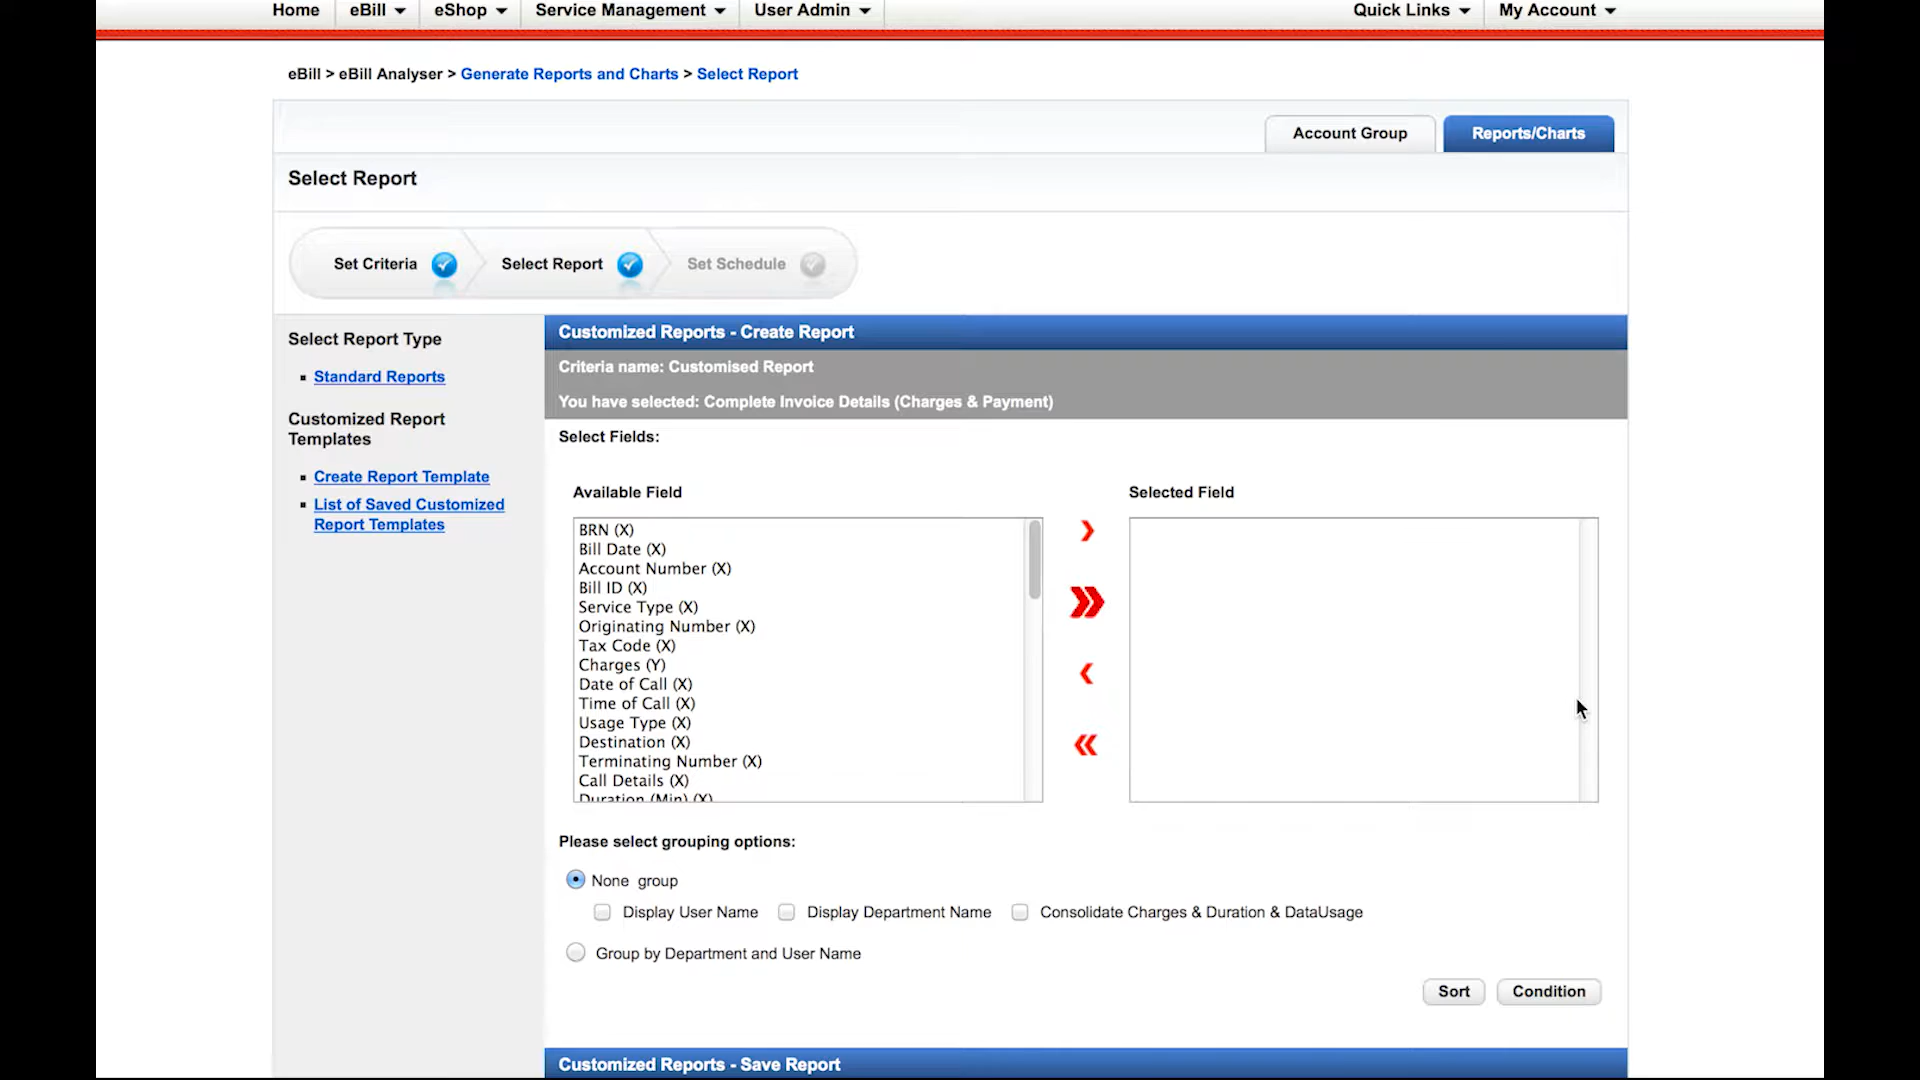 Home eBill eShop Service Management User Admin Quick Links My Account
eBill > eBill Analyser > Generate Reports and Charts > Select Report
Account Group Reports/Charts
Select Report
Set Criteria Select Report Set Schedule
Select Report Type
Standard Reports
Customized Report
Templates
Create Report Template
List of Saved Customized
Report Templates
Customized Reports - Create Report
Criteria name: Customised Report
You have selected: Complete Invoice Details (Charges & Payment)
Select Fields:
Available Field Selected Field
BRN (X)
Bill Date (X)
Account Number (X)
Bill ID (X)
Service Type (X)
Originating Number (X)
Tax Code (X)
Charges (Y)
Date of Call (X)
Time of Call (X)
Usage Type (X)
Destination (X)
Terminating Number (X)
Call Details (X)
Duration (Min) (X)
Please select grouping options:
None group
Display User Name Display Department Name Consolidate Charges & Duration & DataUsage
Group by Department and User Name
Sort Condition
Customized Reports - Save Report